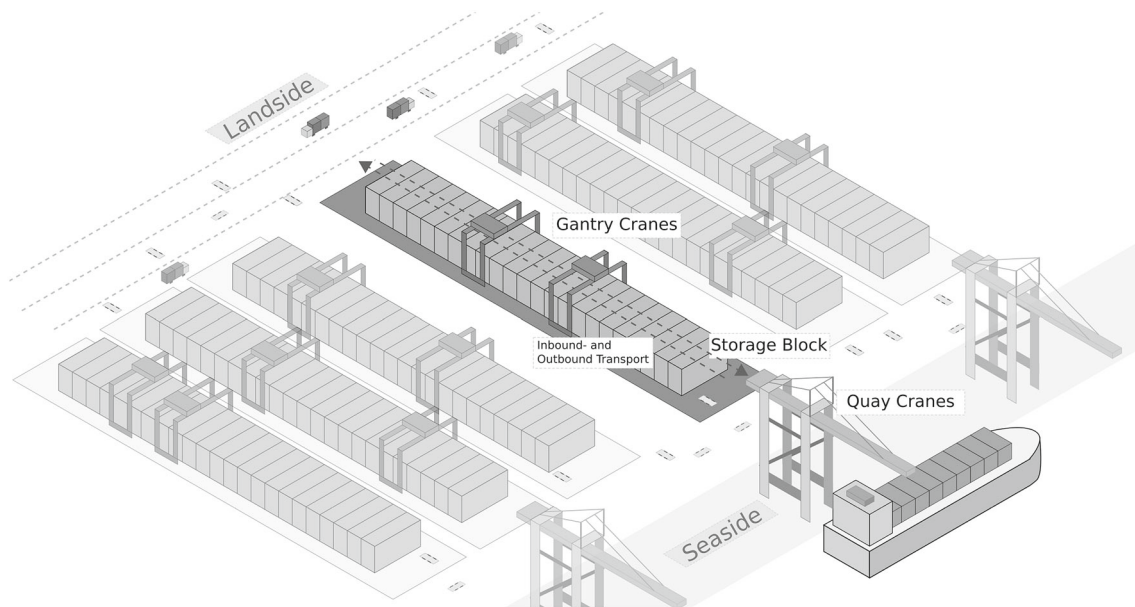 Landside
Gantry Cranes
Inbound- and
Outbound Transport
Storage Block
Quay Cranes
Seaside